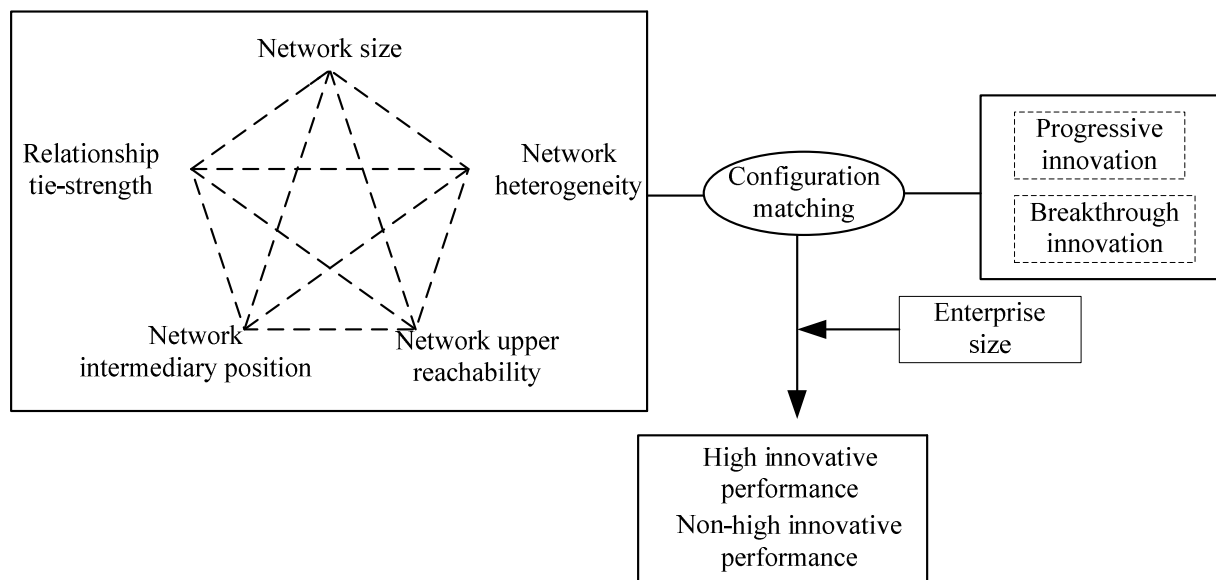 Network size
Relationship
tie-strength
Network
heterogeneity
Network
intermediary position
Network upper
reachability
Configuration
matching
Progressive
innovation
Breakthrough
innovation
Enterprise
size
High innovative
performance
Non-high innovative
performance